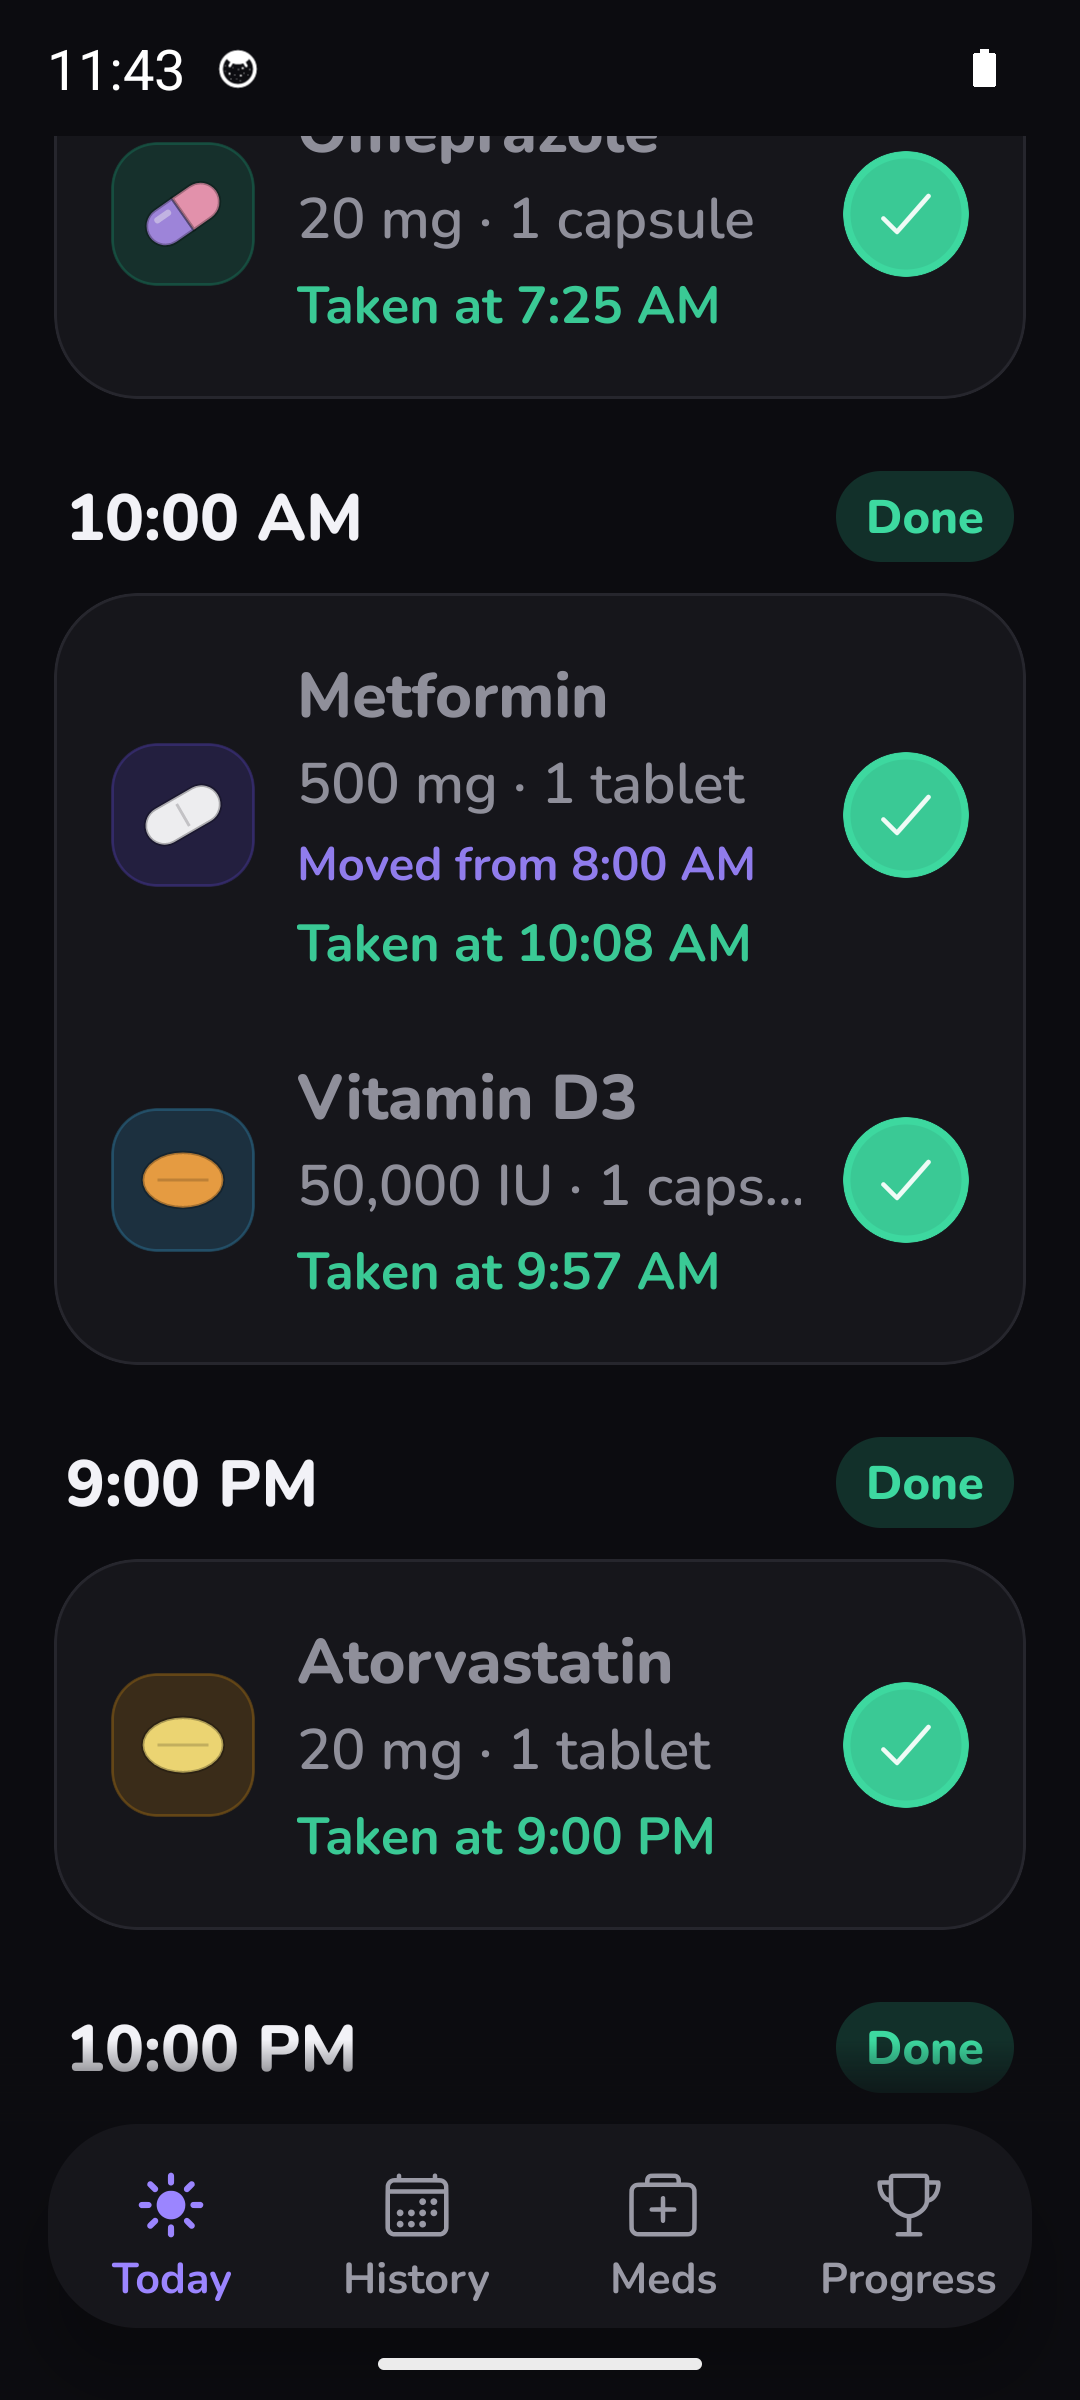 11:43
Omeprazole
20 mg · 1 capsule
Taken at 7:25 AM
10:00 AM
Done
Metformin
500 mg · 1 tablet
Moved from 8:00 AM
Taken at 10:08 AM
Vitamin D3
50,000 IU · 1 caps...
Taken at 9:57 AM
9:00 PM
Done
Atorvastatin
20 mg · 1 tablet
Taken at 9:00 PM
10:00 PM
Done
Today
History
Meds
Progress